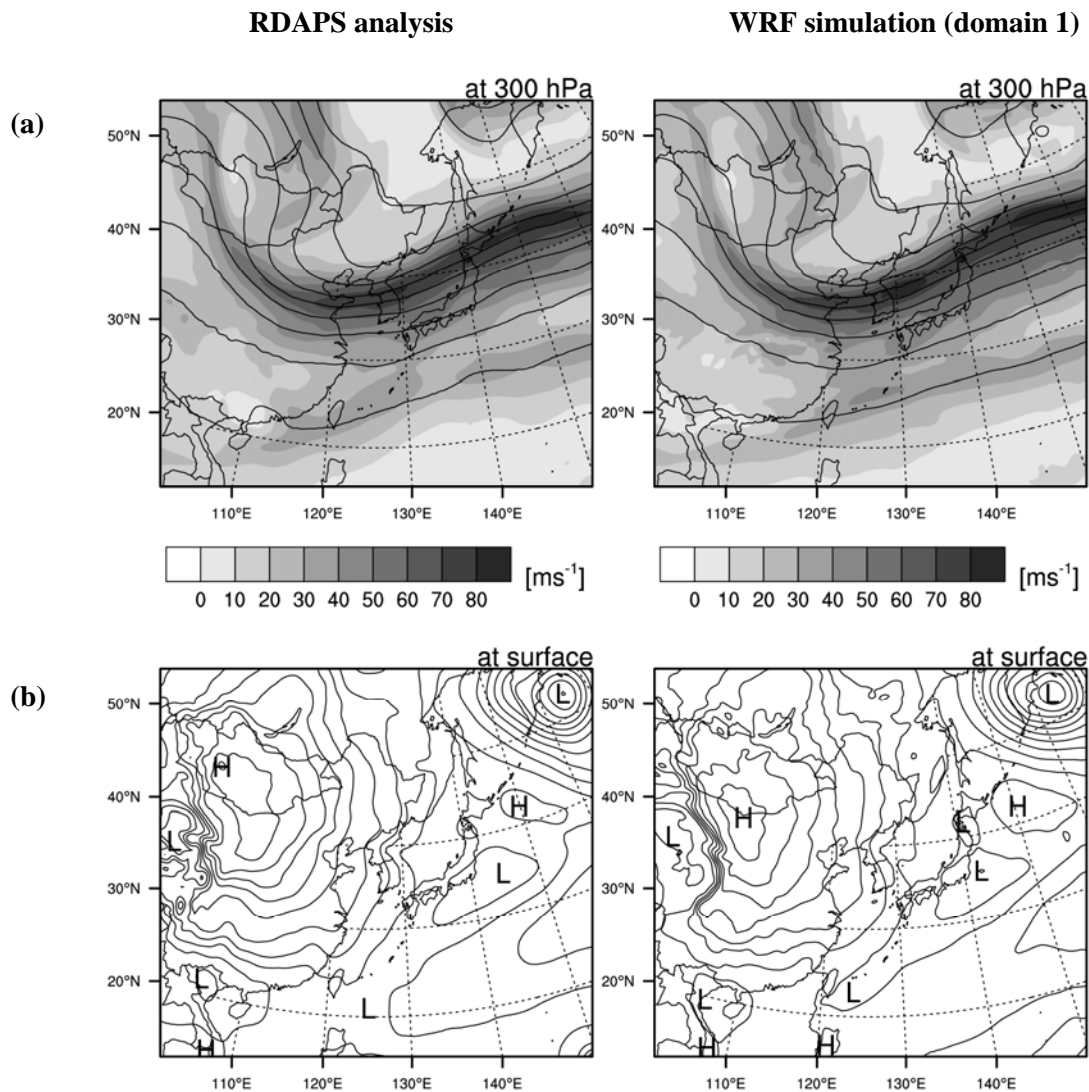 RDAPS analysis
WRF simulation (domain 1)
(a)
at 300 hPa
at 300 hPa
50°N
40°N
30°N
20°N
110°E 120°E 130°E 140°E
50°N
40°N
30°N
20°N
110°E 120°E 130°E 140°E
0 10 20 30 40 50 60 70 80
[ms⁻¹]
0 10 20 30 40 50 60 70 80
[ms⁻¹]
(b)
at surface
at surface
50°N
40°N
30°N
20°N
L
H
H
L
L
L
L
H
110°E 120°E 130°E 140°E
50°N
40°N
30°N
20°N
L
H
H
L
L
L
L
L
H
H
110°E 120°E 130°E 140°E